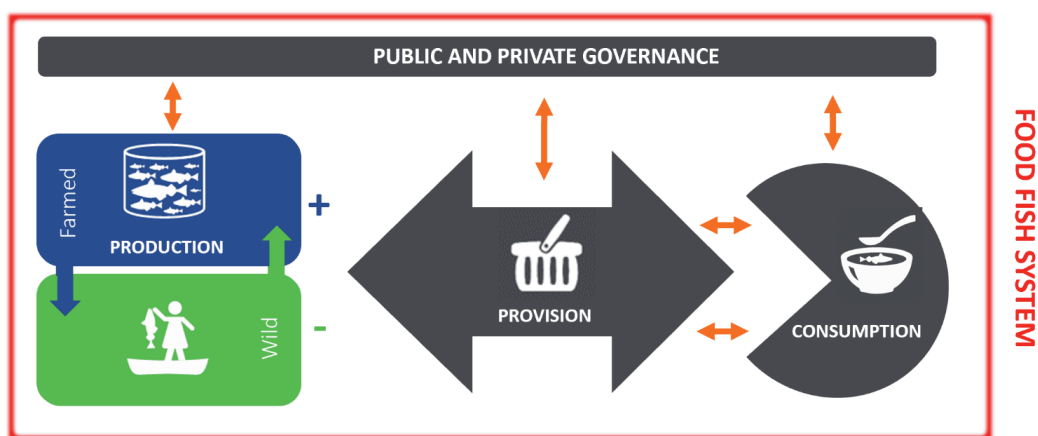 PUBLIC AND PRIVATE GOVERNANCE
Farmed
PRODUCTION
+
Wild
-
PROVISION
CONSUMPTION
FOOD FISH SYSTEM